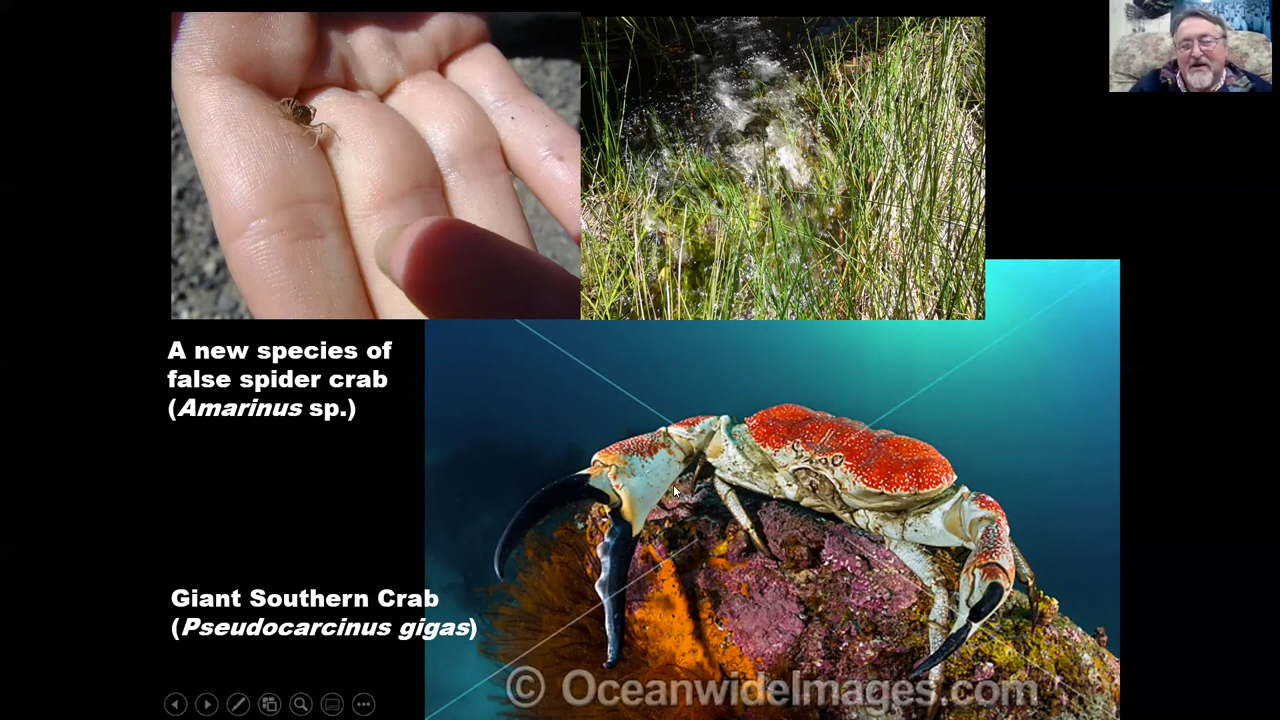 A new species of
false spider crab
(Amarinus sp.)
Giant Southern Crab
(Pseudocarcinus gigas)
© OceanwideImages.com